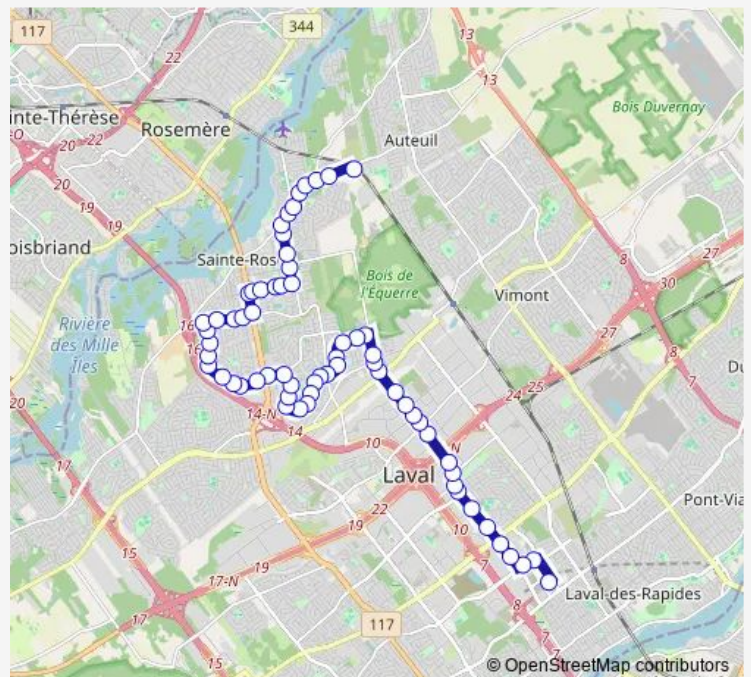 117
344
13
22
13
inte-Thérèse
20
22
Rosemère
Bois Duvernay
Auteuil
20
19
19
oisbriand
Sainte-Ros
8
27
30
Bois de
l'Équerre
Vimont
Rivière
des Mille
Îles
16
27
7
8
20
24
25
14-N
14
10
N
17
Laval
Pont-Via
22
19
10
15
7
19
17-N
17
8
Laval-des-Rapides
7
7
117
15
© OpenStreetMap contributors